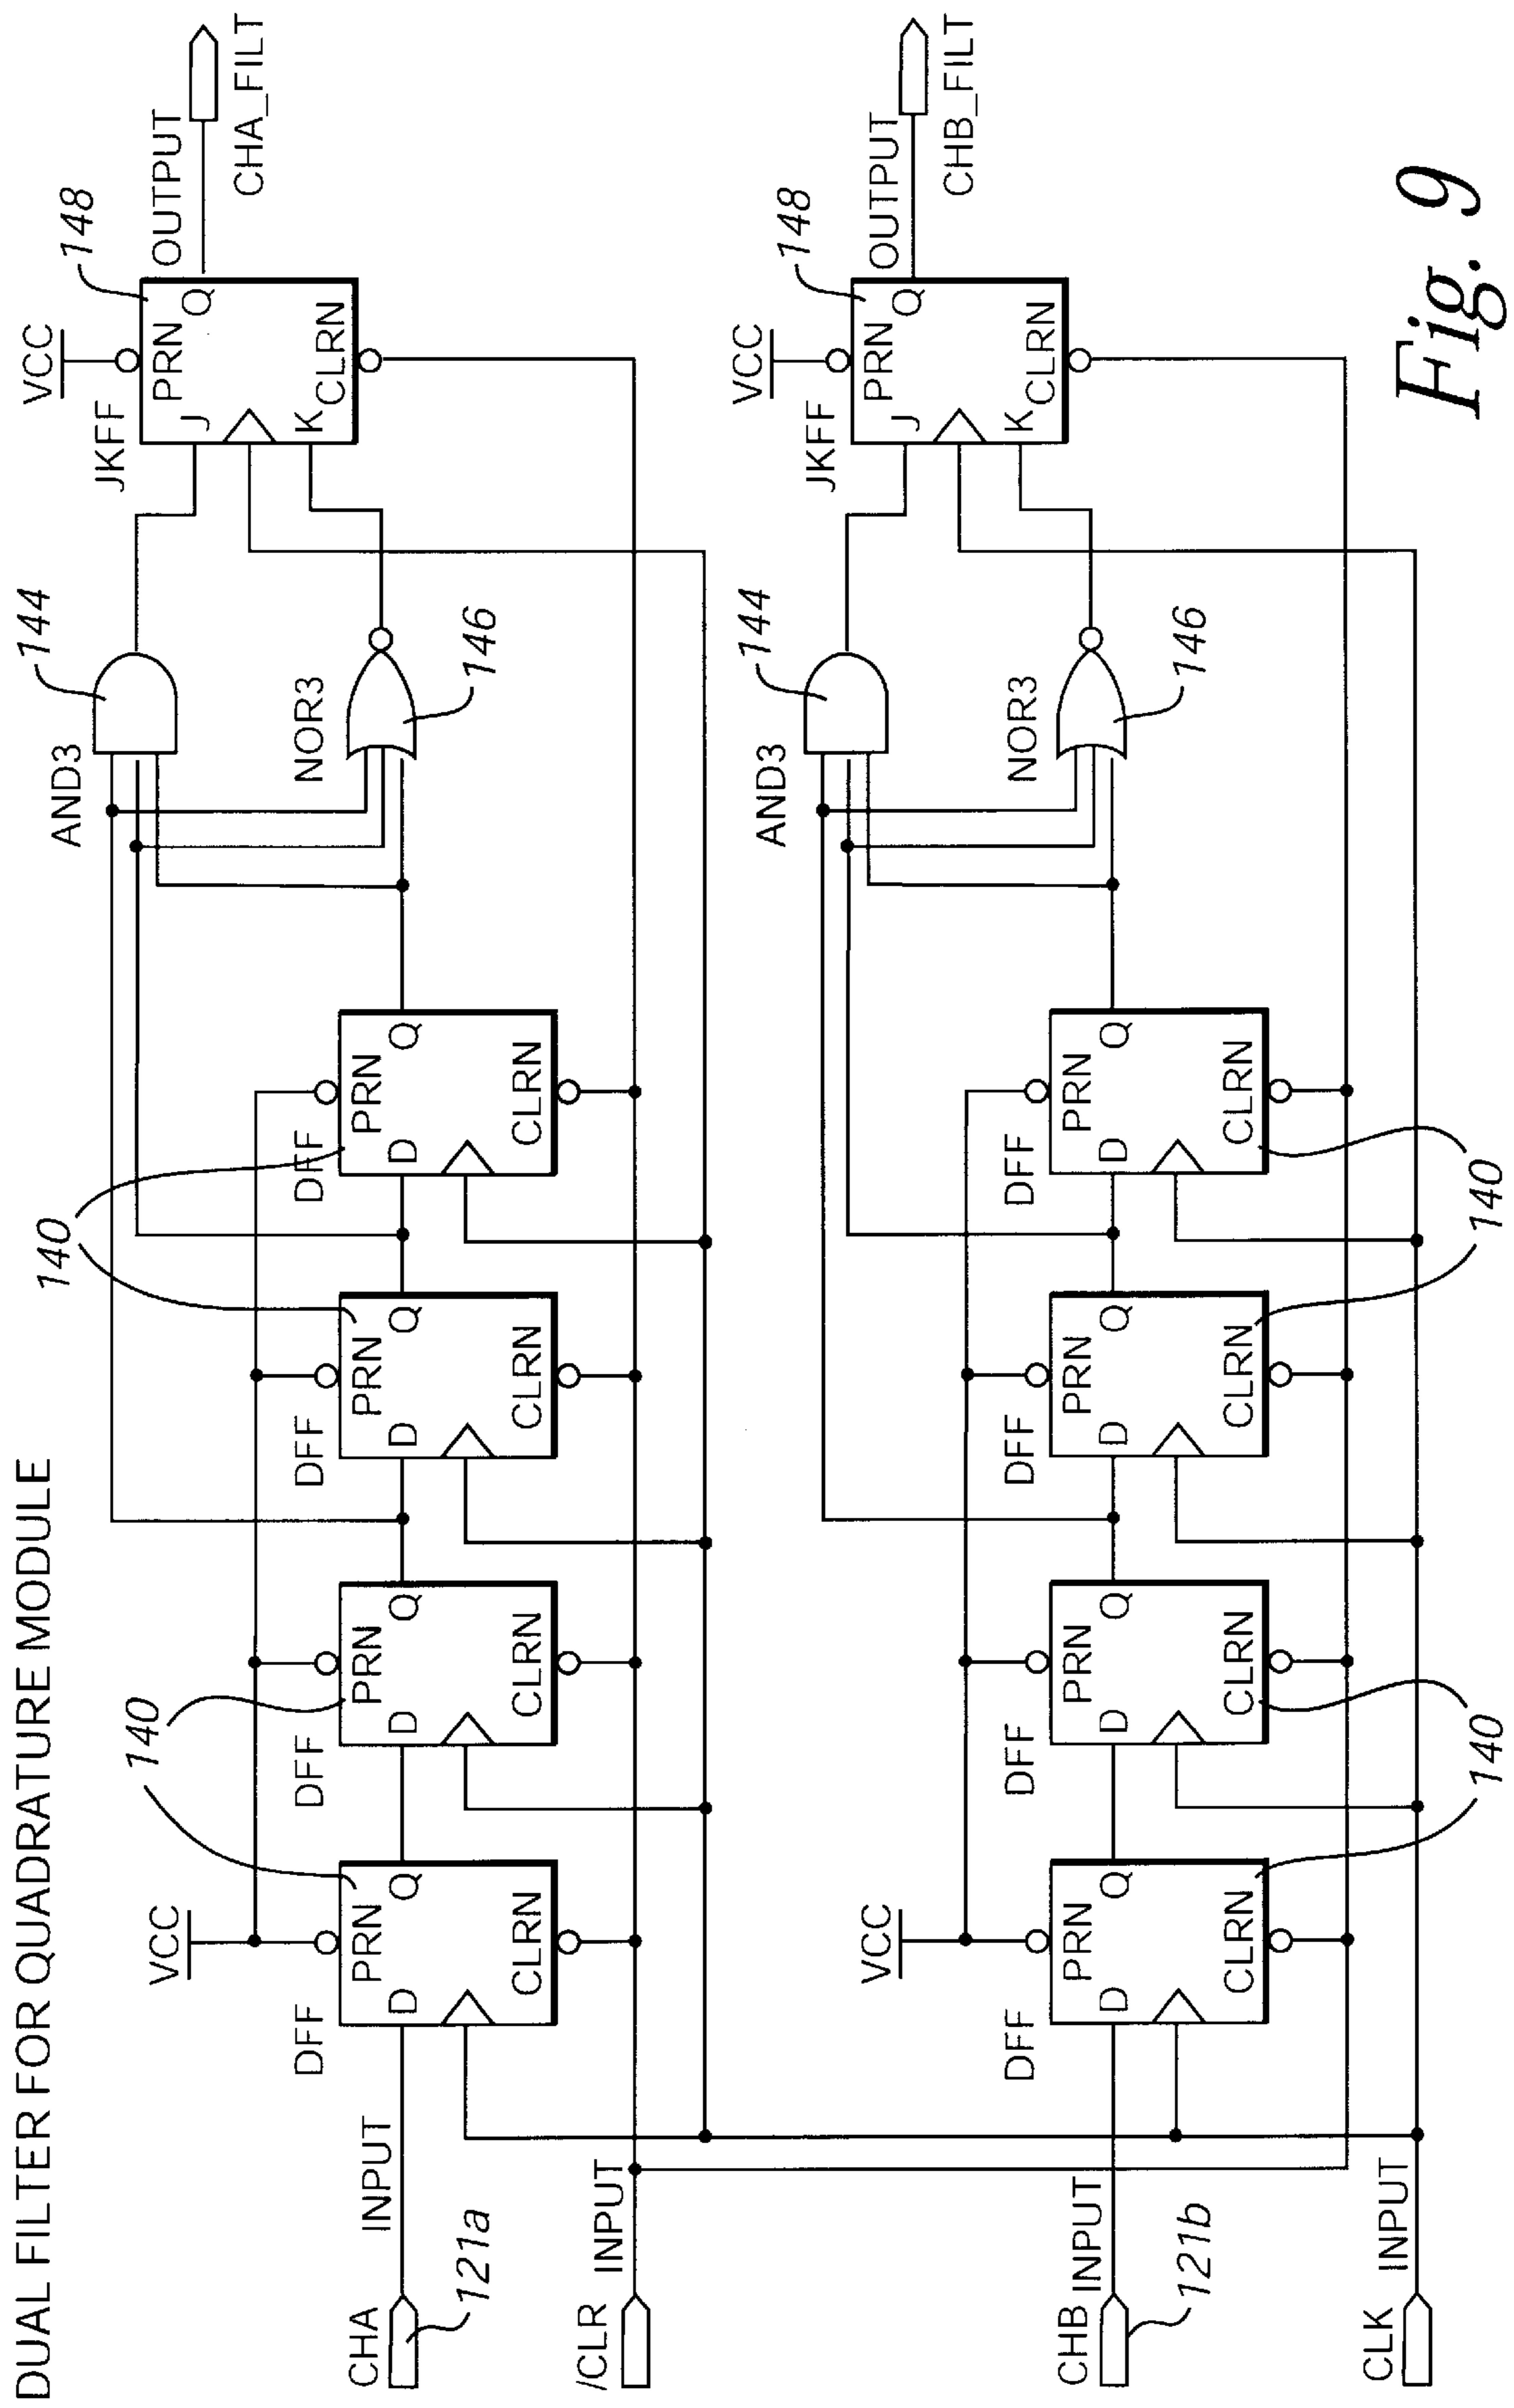 DUAL FILTER FOR QUADRATURE MODULE
CHA INPUT
121a
/CLR INPUT
VCC
140
140
DFF
PRN
D
Q
CLRN
DFF
PRN
D
Q
CLRN
DFF
PRN
D
Q
CLRN
DFF
PRN
D
Q
CLRN
AND3
144
NOR3
146
JKFF
VCC
148
PRN
J
Q
K
CLRN
OUTPUT
CHA_FILT
CHB INPUT
121b
CLK INPUT
VCC
DFF
PRN
D
Q
CLRN
DFF
PRN
D
Q
CLRN
DFF
PRN
D
Q
CLRN
DFF
PRN
D
Q
CLRN
140
140
AND3
144
NOR3
146
JKFF
VCC
148
PRN
J
Q
K
CLRN
OUTPUT
CHB_FILT
Fig. 9